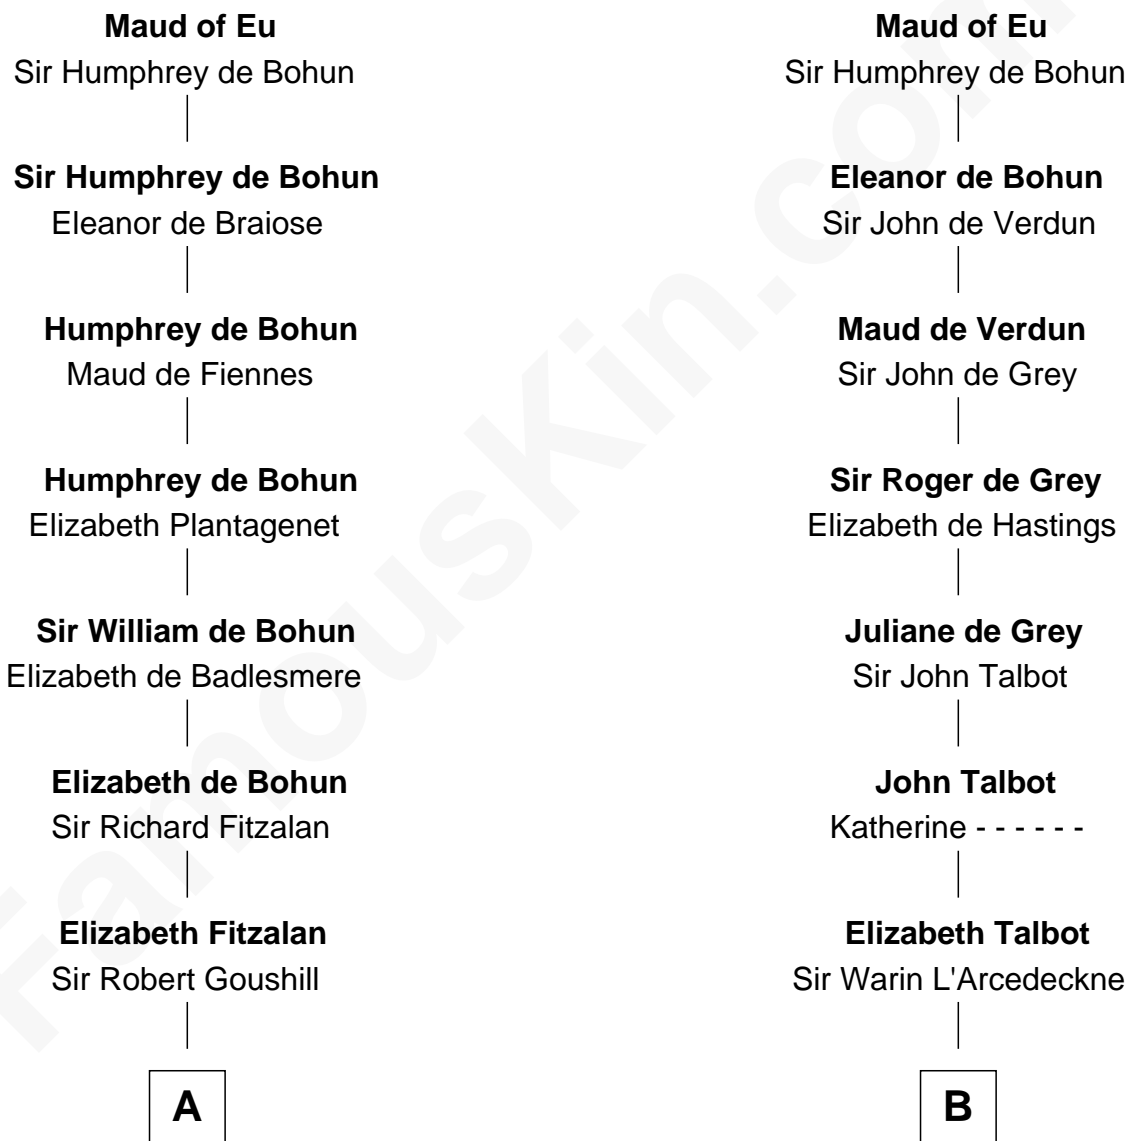 Maud of Eu
Sir Humphrey de Bohun
Sir Humphrey de Bohun
Eleanor de Braiose
Humphrey de Bohun
Maud de Fiennes
Humphrey de Bohun
Elizabeth Plantagenet
Sir William de Bohun
Elizabeth de Badlesmere
Elizabeth de Bohun
Sir Richard Fitzalan
Elizabeth Fitzalan
Sir Robert Goushill
A
Maud of Eu
Sir Humphrey de Bohun
Eleanor de Bohun
Sir John de Verdun
Maud de Verdun
Sir John de Grey
Sir Roger de Grey
Elizabeth de Hastings
Juliane de Grey
Sir John Talbot
John Talbot
Katherine - - - - - -
Elizabeth Talbot
Sir Warin L'Arcedeckne
B
FamousKin.com